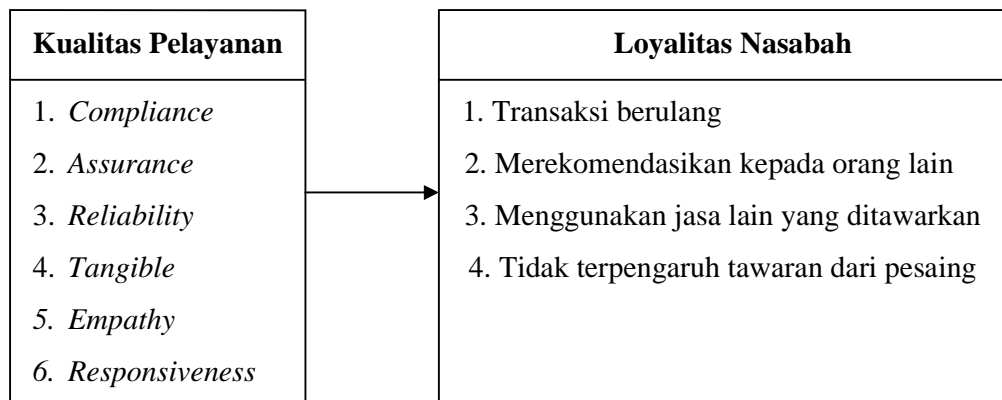 Kualitas Pelayanan
1. Compliance
2. Assurance
3. Reliability
4. Tangible
5. Empathy
6. Responsiveness
Loyalitas Nasabah
1. Transaksi berulang
2. Merekomendasikan kepada orang lain
3. Menggunakan jasa lain yang ditawarkan
4. Tidak terpengaruh tawaran dari pesaing